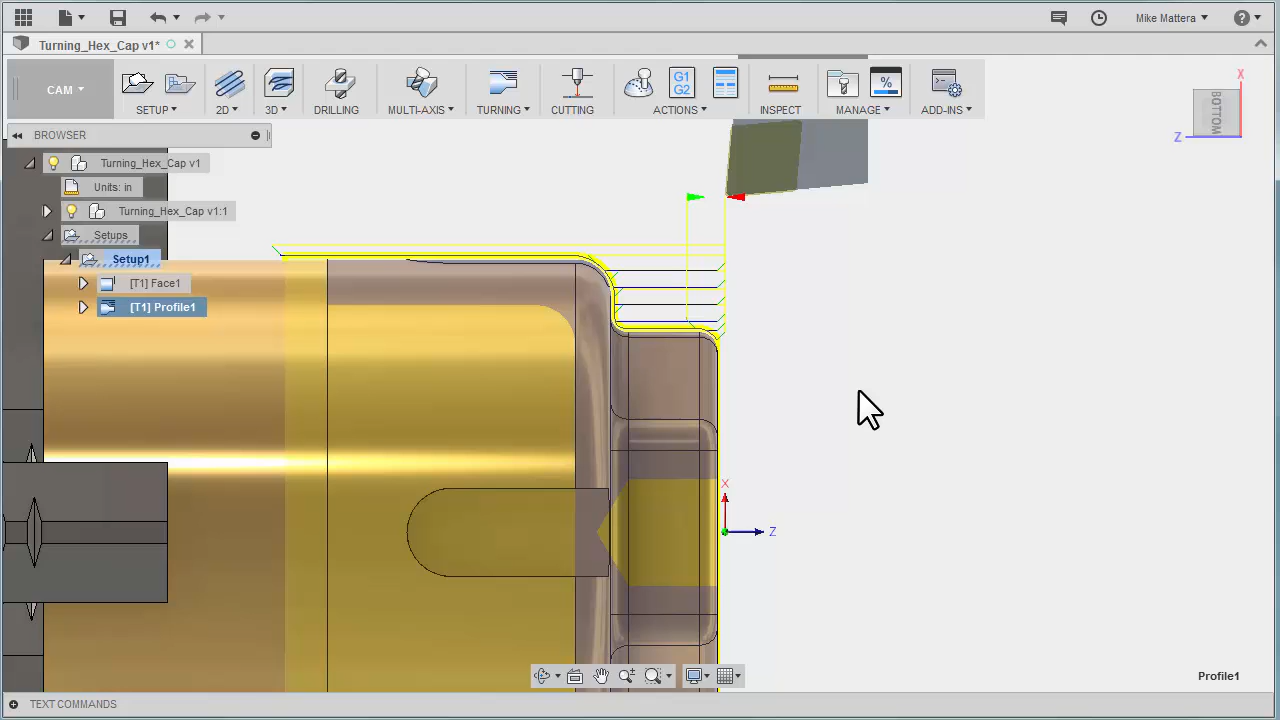 Mike Mattera
?
Turning_Hex_Cap v1*
CAM
G1
G2
%
SETUP
2D
3D
DRILLING
MULTI-AXIS
TURNING
CUTTING
ACTIONS
INSPECT
MANAGE
ADD-INS
X
BOTTOM
Z
BROWSER
Turning_Hex_Cap v1
Units: in
Turning_Hex_Cap v1:1
Setups
Setup1
[T1] Face1
[T1] Profile1
X
Z
Profile1
TEXT COMMANDS